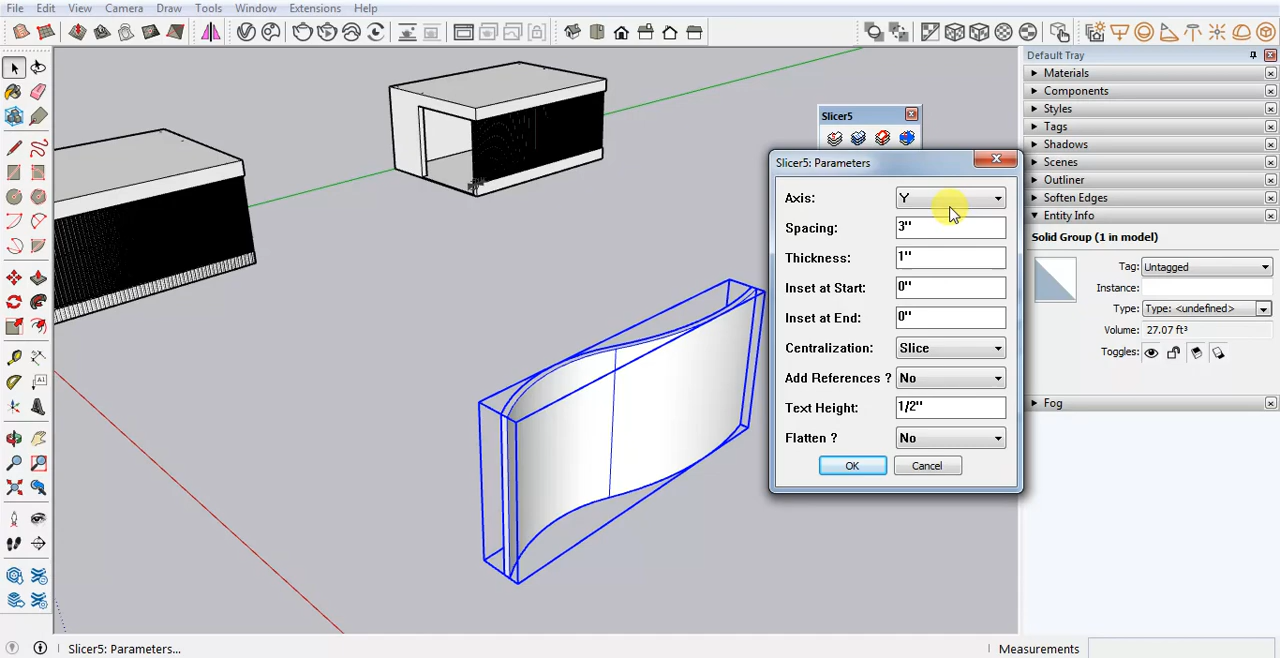 File Edit View Camera Draw Tools Window Extensions Help
Default Tray
Materials
Components
Styles
Tags
Shadows
Scenes
Outliner
Soften Edges
Entity Info
Solid Group (1 in model)
Tag: Untagged
Instance:
Type: Type: <undefined>
Volume: 27.07 ft³
Toggles:
Fog
Slicer5
Slicer5: Parameters
Axis: Y
Spacing: 3"
Thickness: 1"
Inset at Start: 0"
Inset at End: 0"
Centralization: Slice
Add References ? No
Text Height: 1/2"
Flatten ? No
OK Cancel
A1
Slicer5: Parameters...
Measurements